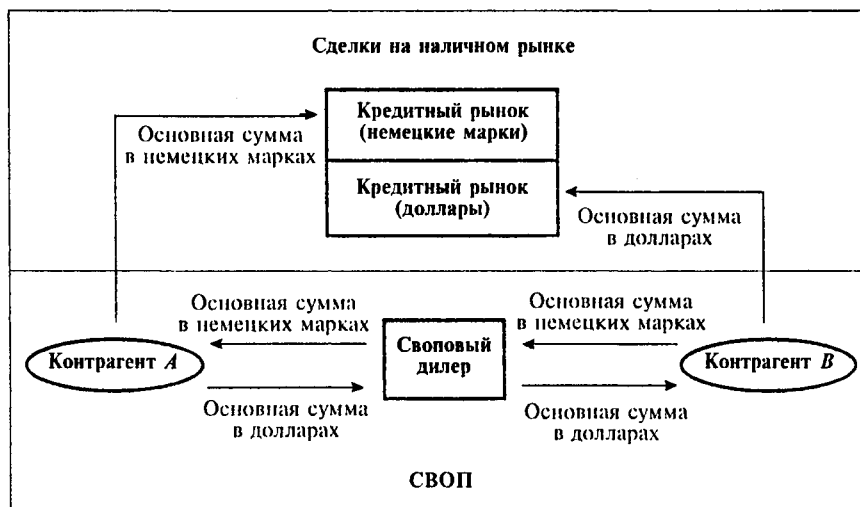 Сделки на наличном рынке
Кредитный рынок
(немецкие марки)
Основная сумма
в немецких марках
Кредитный рынок
(доллары)
Основная сумма
в долларах
Основная сумма
в немецких марках
Основная сумма
в немецких марках
Контрагент A
Своповый
дилер
Контрагент B
Основная сумма
в долларах
Основная сумма
в долларах
СВОП